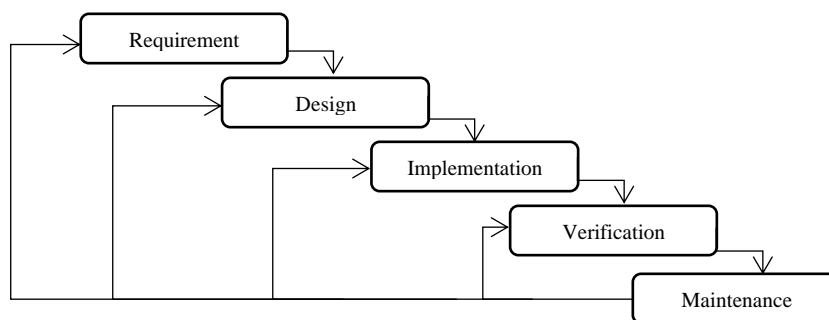 Requirement
Design
Implementation
Verification
Maintenance